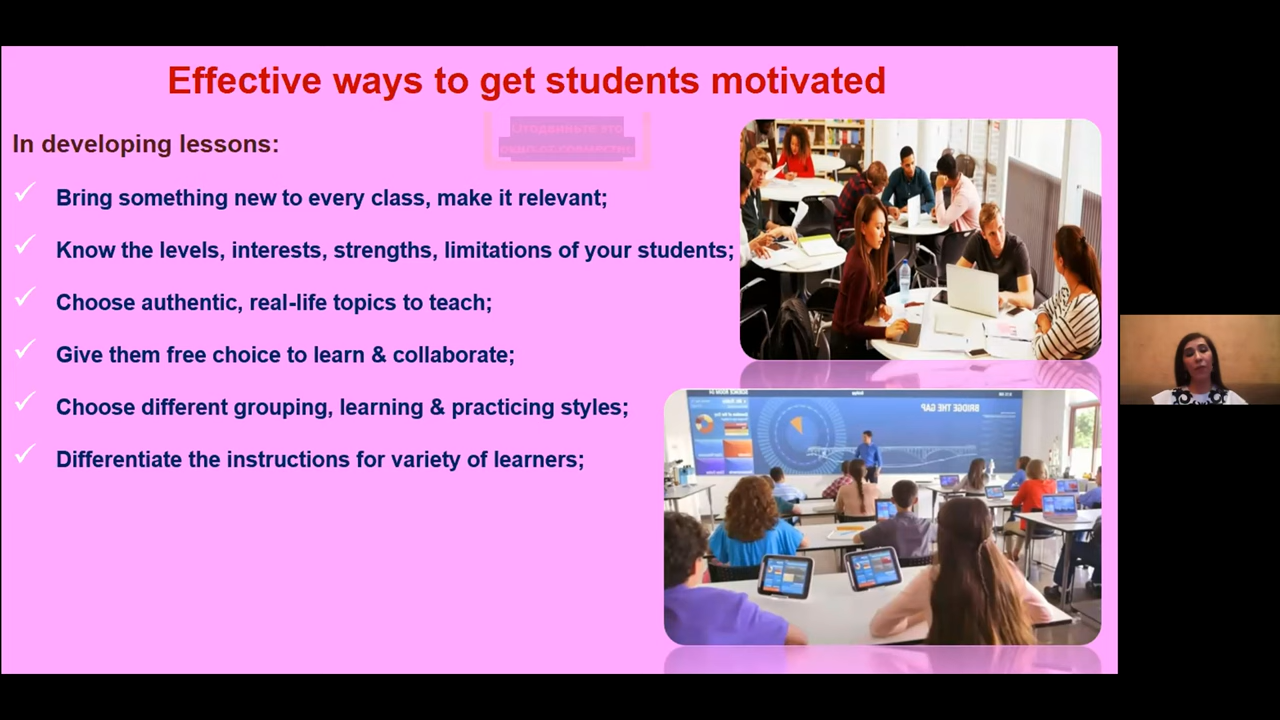 Effective ways to get students motivated
In developing lessons:
Bring something new to every class, make it relevant;
Know the levels, interests, strengths, limitations of your students;
Choose authentic, real-life topics to teach;
Give them free choice to learn & collaborate;
Choose different grouping, learning & practicing styles;
Differentiate the instructions for variety of learners;
BRIDGE THE GAP